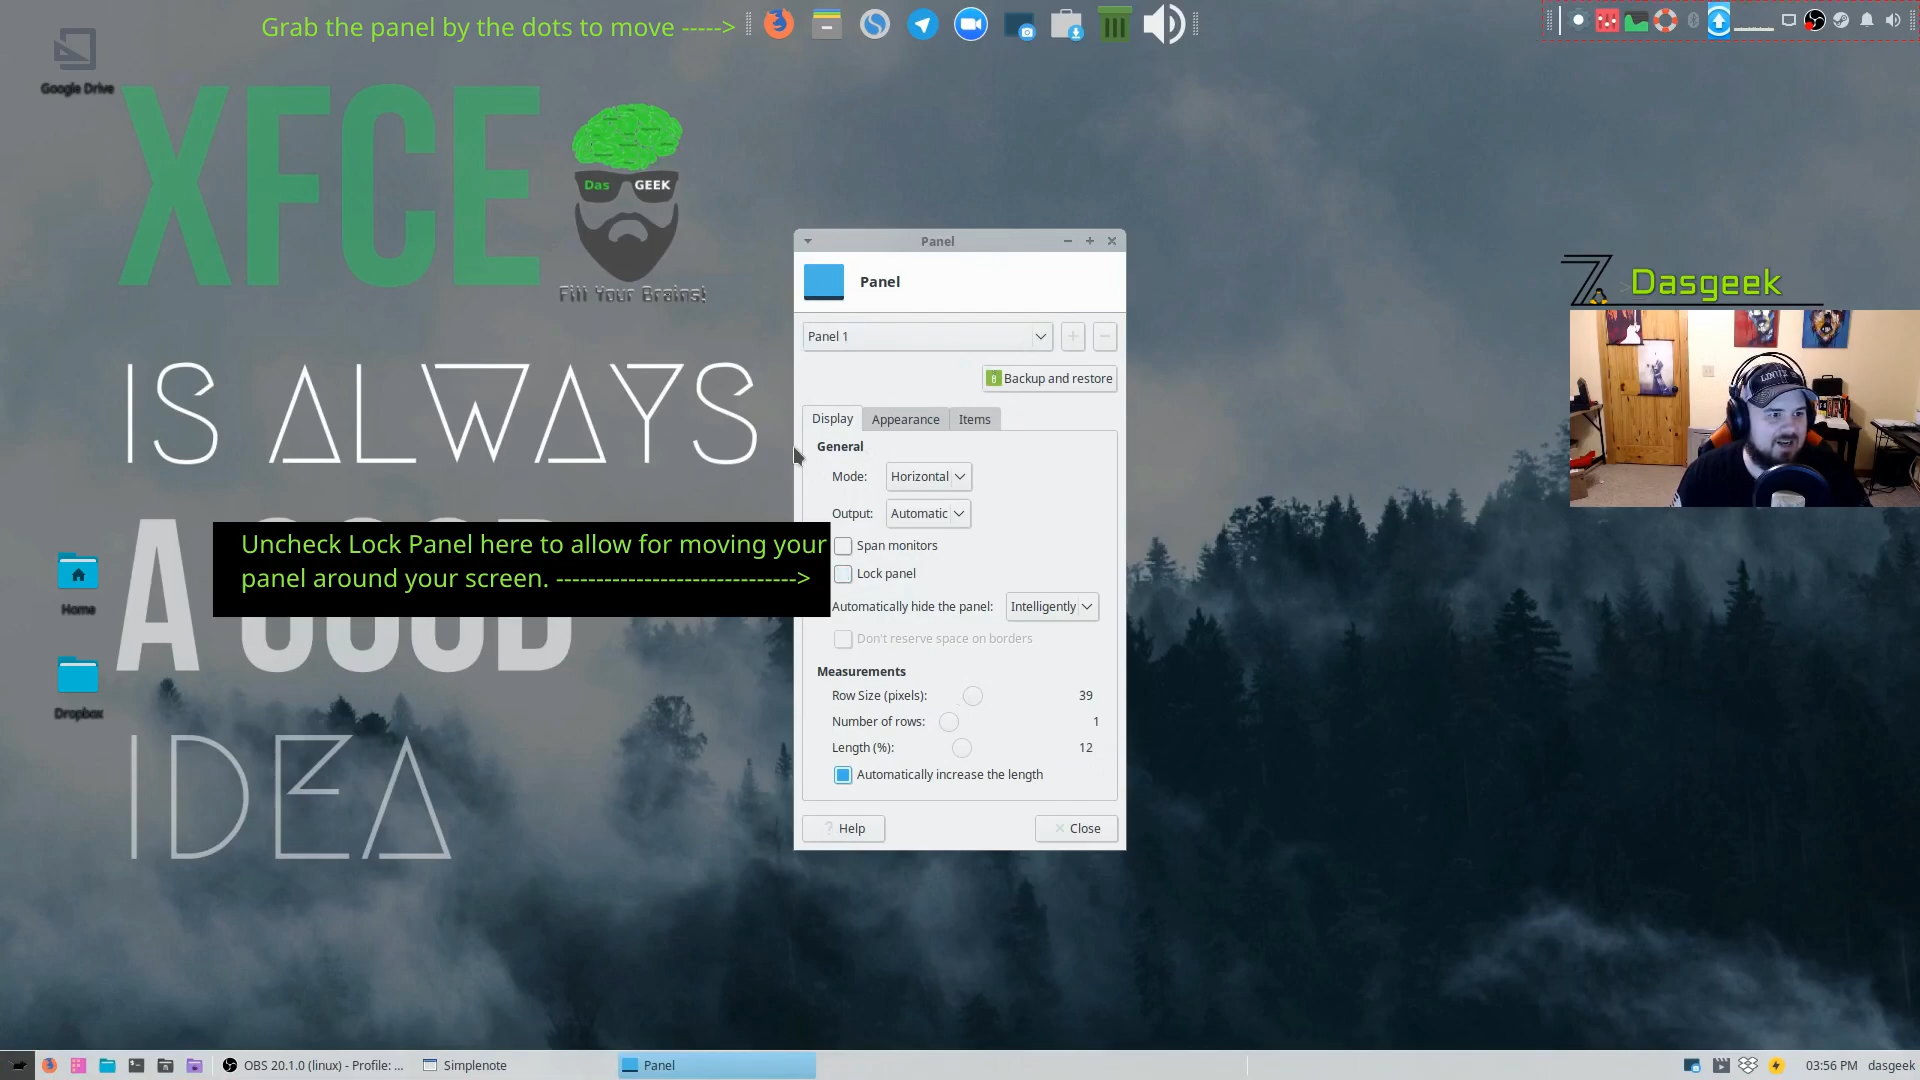 Grab the panel by the dots to move ----->
Google Drive
XFCE
Das GEEK
Fill Your Brains!
IS ALWAYS
A GOOD
IDEA
Home
Dropbox
Uncheck Lock Panel here to allow for moving your
panel around your screen. ------------------------------>
Panel
Panel
Panel 1
Backup and restore
Display
Appearance
Items
General
Mode:
Horizontal
Output:
Automatic
Span monitors
Lock panel
Automatically hide the panel:
Intelligently
Don't reserve space on borders
Measurements
Row Size (pixels):
39
Number of rows:
1
Length (%):
12
Automatically increase the length
Help
Close
Dasgeek
OBS 20.1.0 (linux) - Profile: ...
Simplenote
Panel
03:56 PM
dasgeek